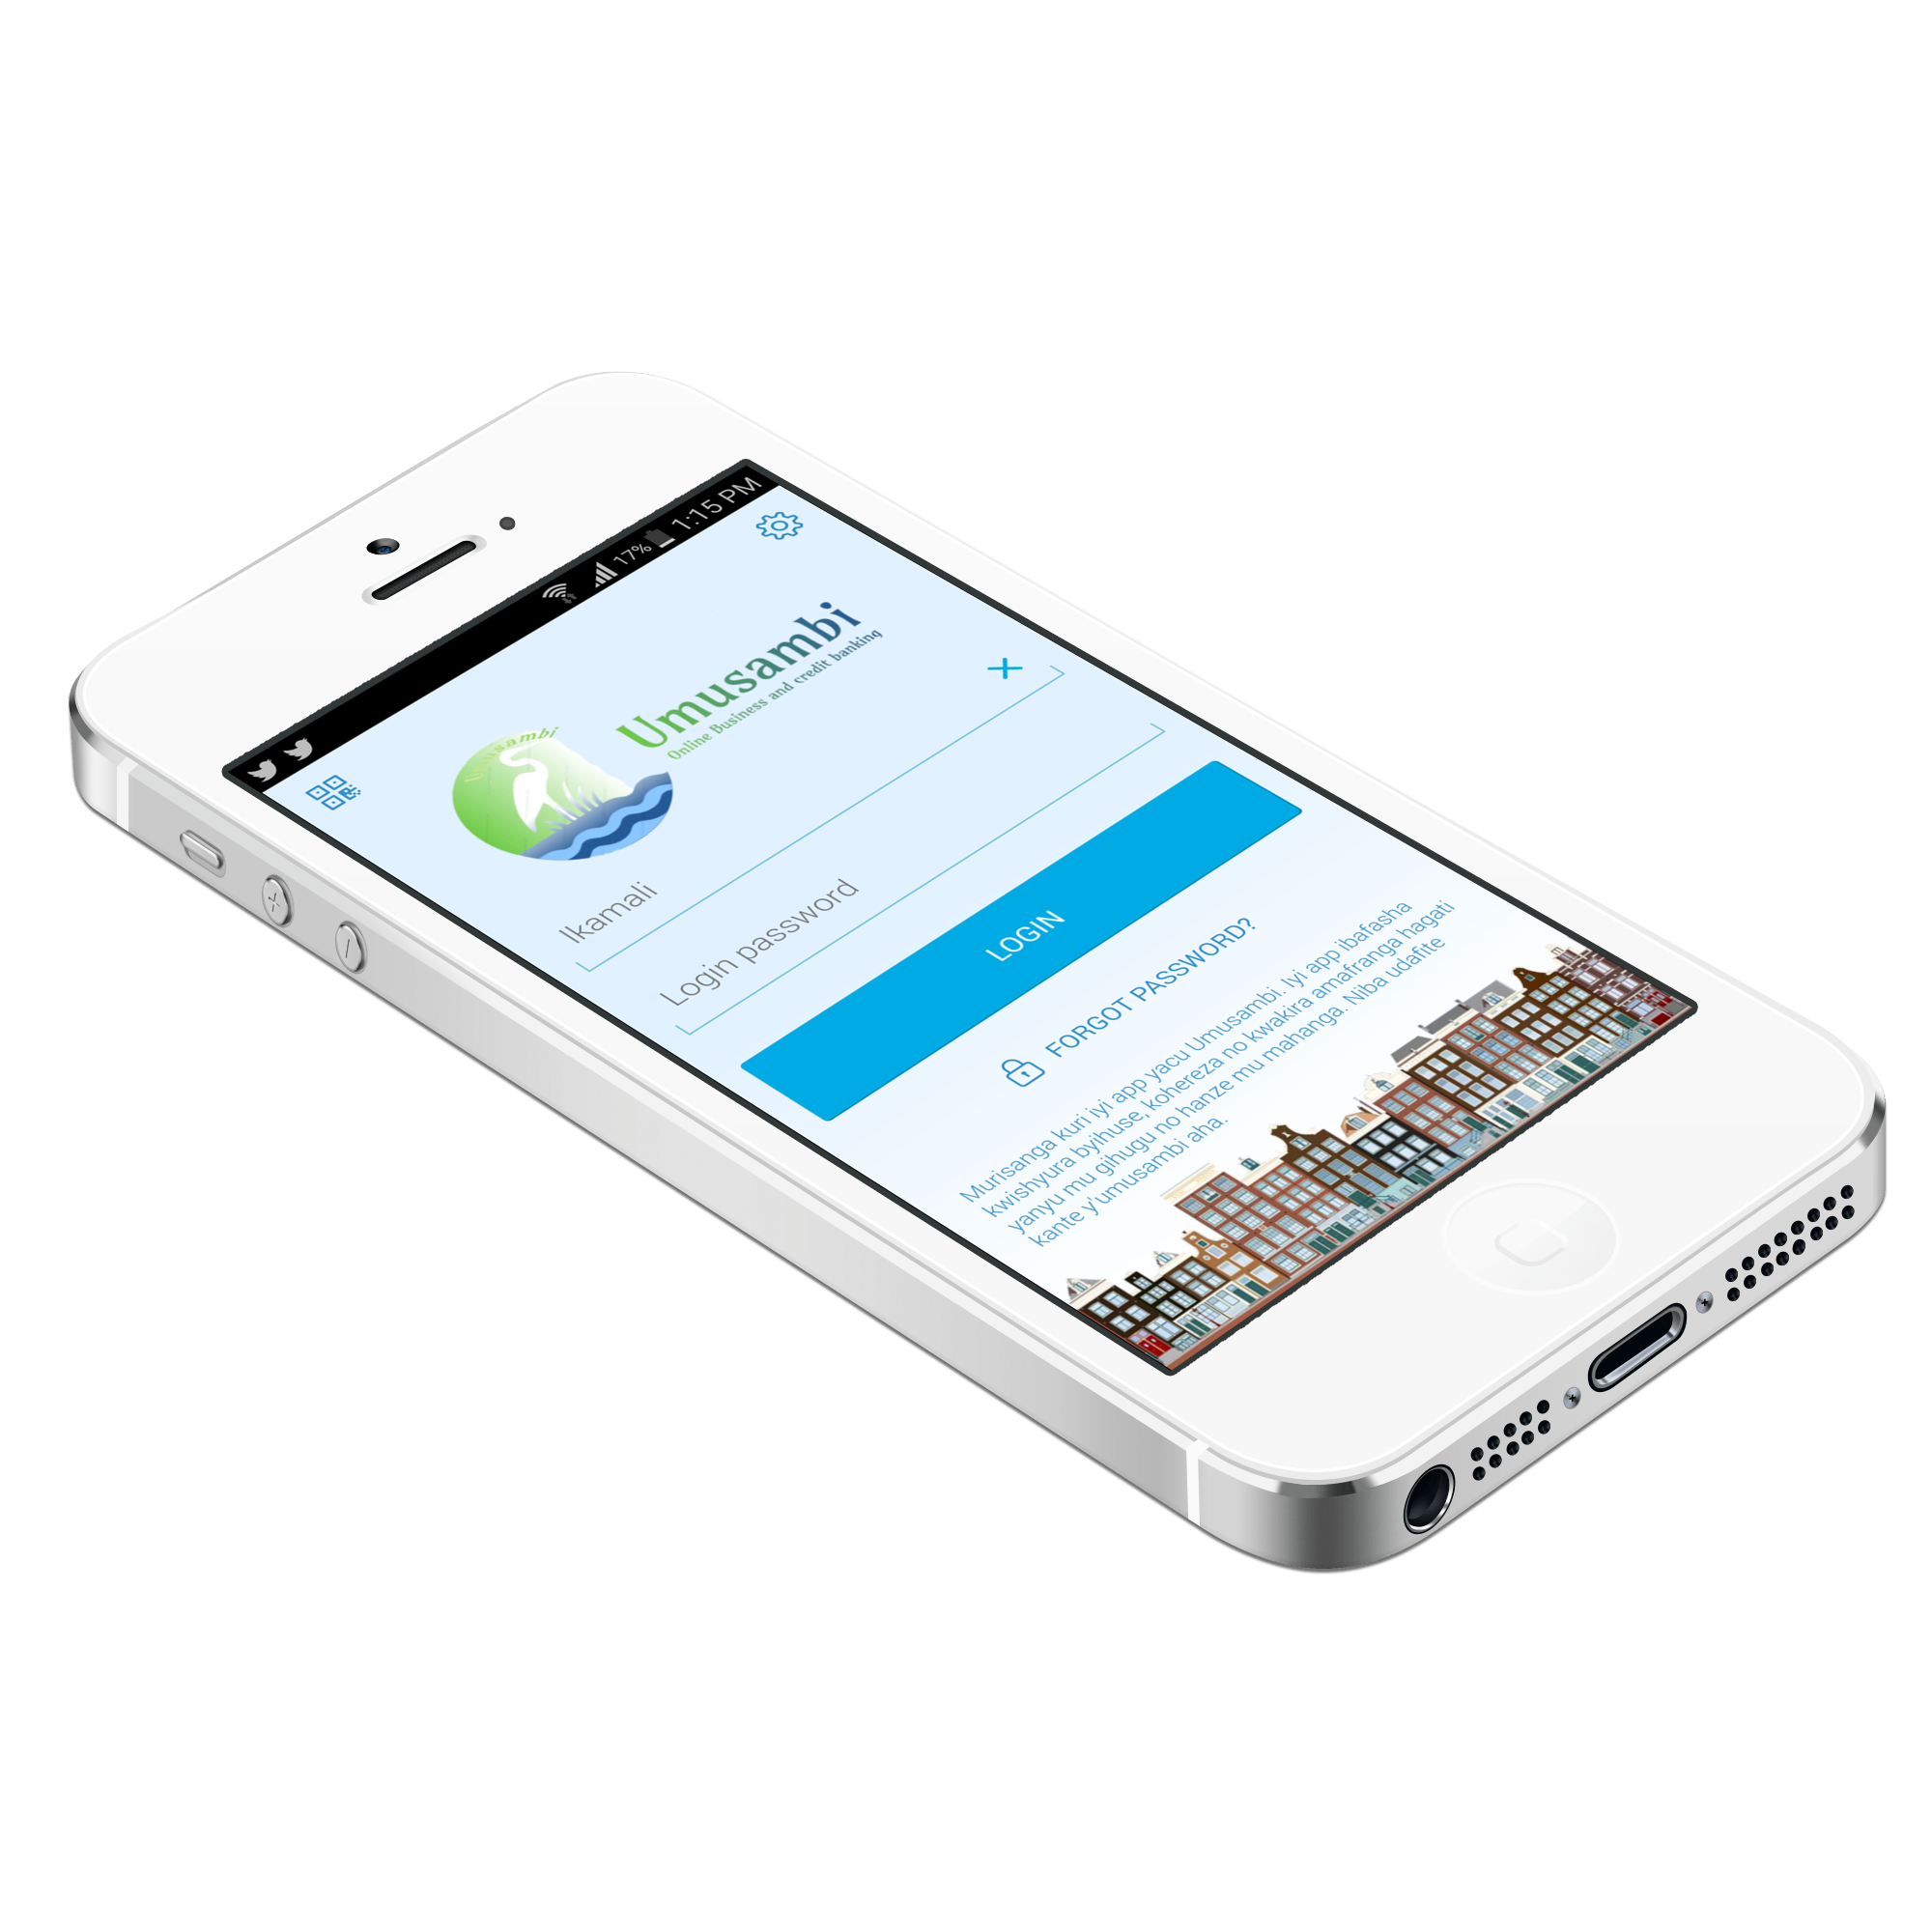 17% 1:15 PM
Umusambi
Umusambi
Online Business and credit banking
Ikamali
Login password
LOGIN
FORGOT PASSWORD?
Murisanga kuri iyi app yacu Umusambi. Iyi app ibafasha
kwishyura byihuse, kohereza no kwakira amafranga hagati
yanyu mu gihugu no hanze mu mahanga. Niba udafite
kante y'umusambi aha.